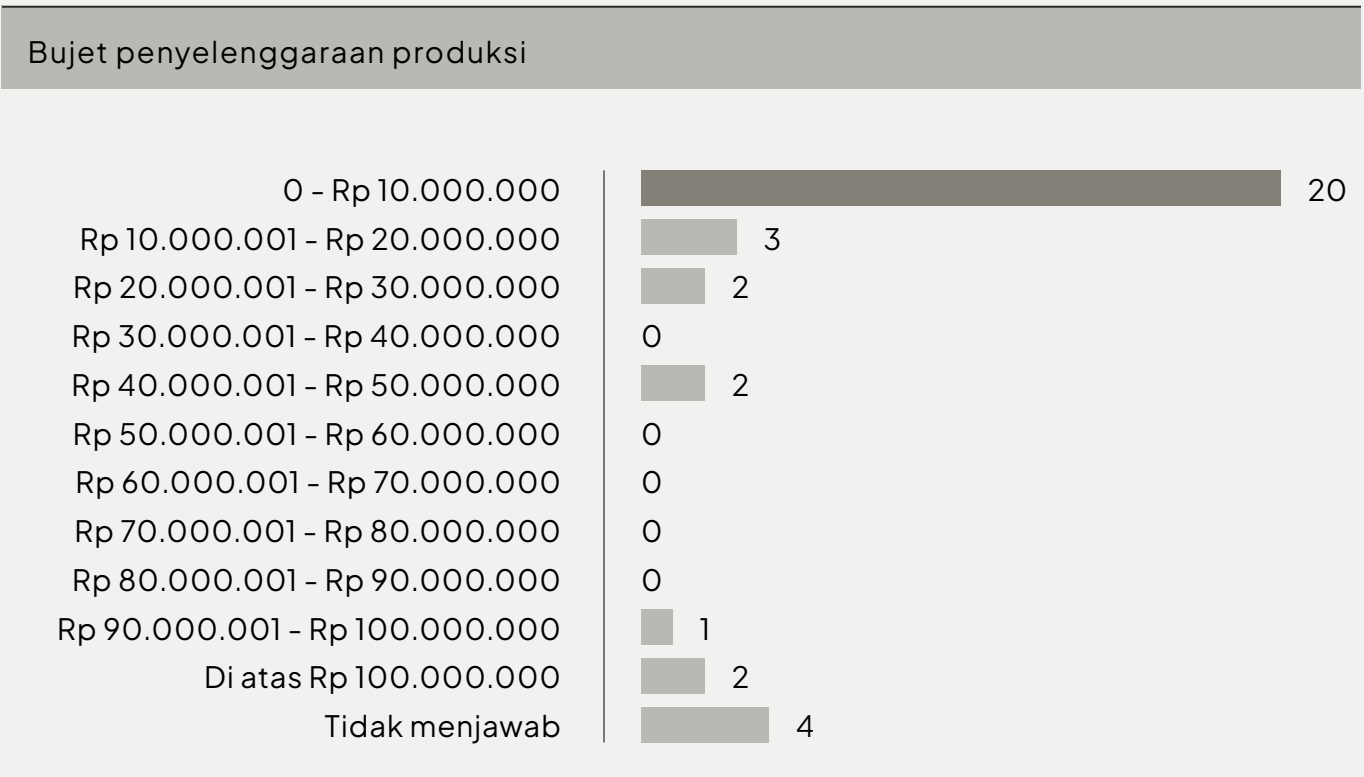 Bujet penyelenggaraan produksi
0 - Rp 10.000.000 20
Rp 10.000.001 - Rp 20.000.000 3
Rp 20.000.001 - Rp 30.000.000 2
Rp 30.000.001 - Rp 40.000.000 0
Rp 40.000.001 - Rp 50.000.000 2
Rp 50.000.001 - Rp 60.000.000 0
Rp 60.000.001 - Rp 70.000.000 0
Rp 70.000.001 - Rp 80.000.000 0
Rp 80.000.001 - Rp 90.000.000 0
Rp 90.000.001 - Rp 100.000.000 1
Di atas Rp 100.000.000 2
Tidak menjawab 4